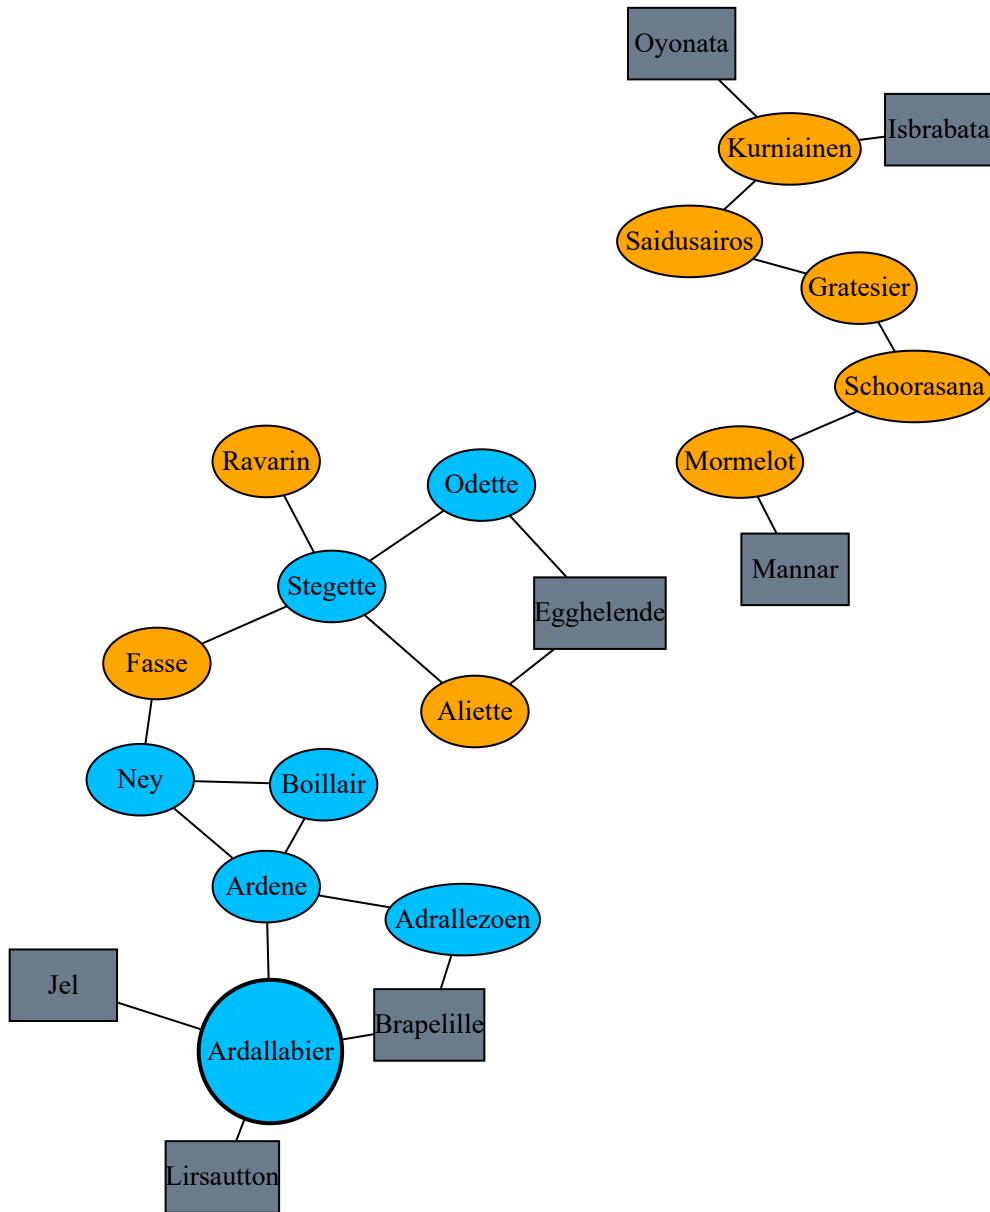 Oyonata
Isbrabata
Kurniainen
Saidusairos
Gratesier
Schoorasana
Mormelot
Ravarin
Odette
Mannar
Stegette
Egghelende
Fasse
Aliette
Ney
Boillair
Ardene
Adrallezoen
Jel
Brapelille
Ardallabier
Lirsautton